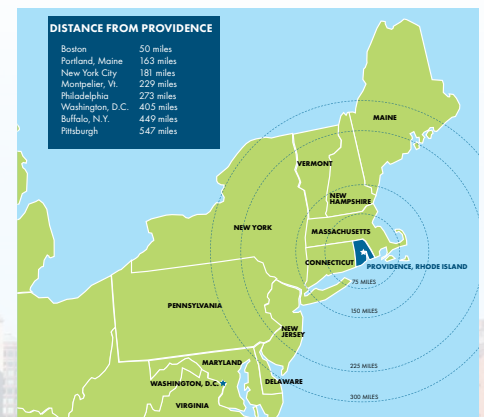 DISTANCE FROM PROVIDENCE
Boston 50 miles
Portland, Maine 163 miles
New York City 181 miles
Montpelier, Vt. 229 miles
Philadelphia 273 miles
Washington, D.C. 405 miles
Buffalo, N.Y. 449 miles
Pittsburgh 547 miles
MAINE
VERMONT
NEW
HAMPSHIRE
NEW YORK
MASSACHUSETTS
CONNECTICUT
PROVIDENCE, RHODE ISLAND
75 MILES
PENNSYLVANIA
150 MILES
NEW
JERSEY
MARYLAND
225 MILES
WASHINGTON, D.C.
DELAWARE
300 MILES
VIRGINIA